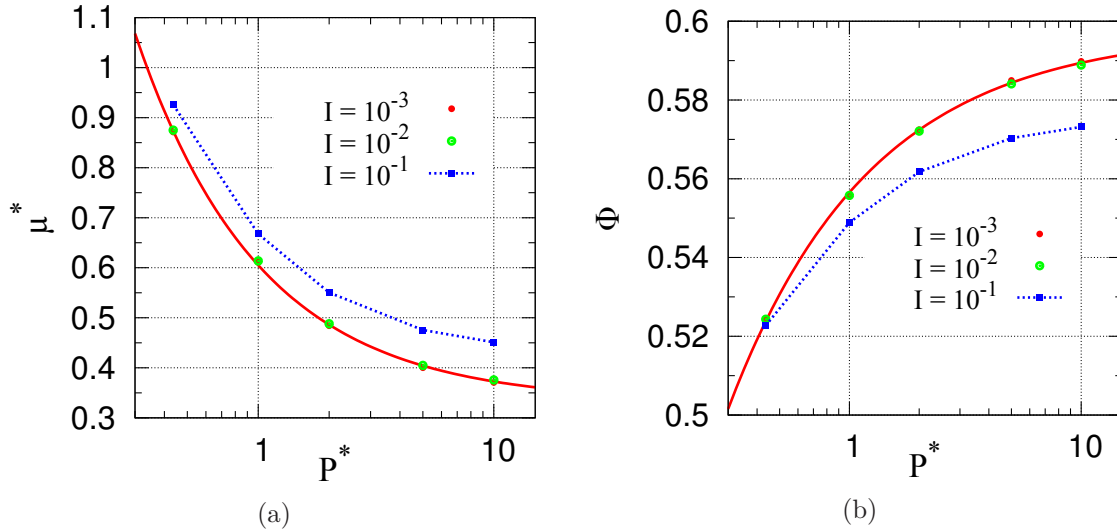 1.1
1
0.9
0.8
0.7
0.6
0.5
0.4
0.3
μ*
I = 10⁻³
I = 10⁻²
I = 10⁻¹
1
10
P*
(a)
0.6
0.58
0.56
0.54
0.52
0.5
Φ
I = 10⁻³
I = 10⁻²
I = 10⁻¹
1
10
P*
(b)